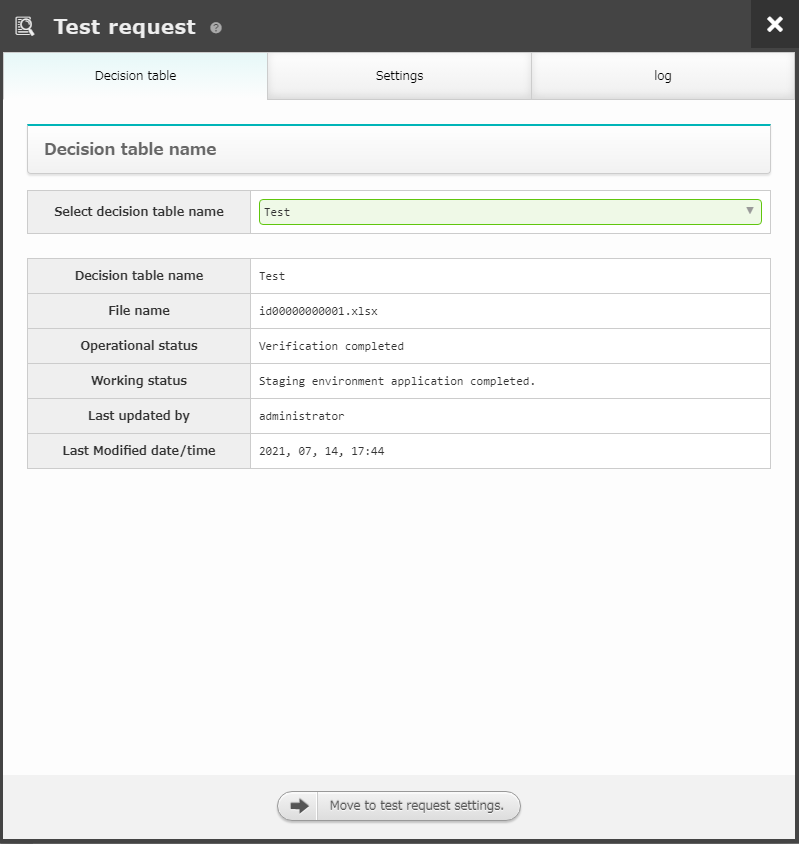 Test request ?
Decision table Settings log
Decision table name
Select decision table name Test
Decision table name Test
File name id00000000001.xlsx
Operational status Verification completed
Working status Staging environment application completed.
Last updated by administrator
Last Modified date/time 2021, 07, 14, 17:44
Move to test request settings.